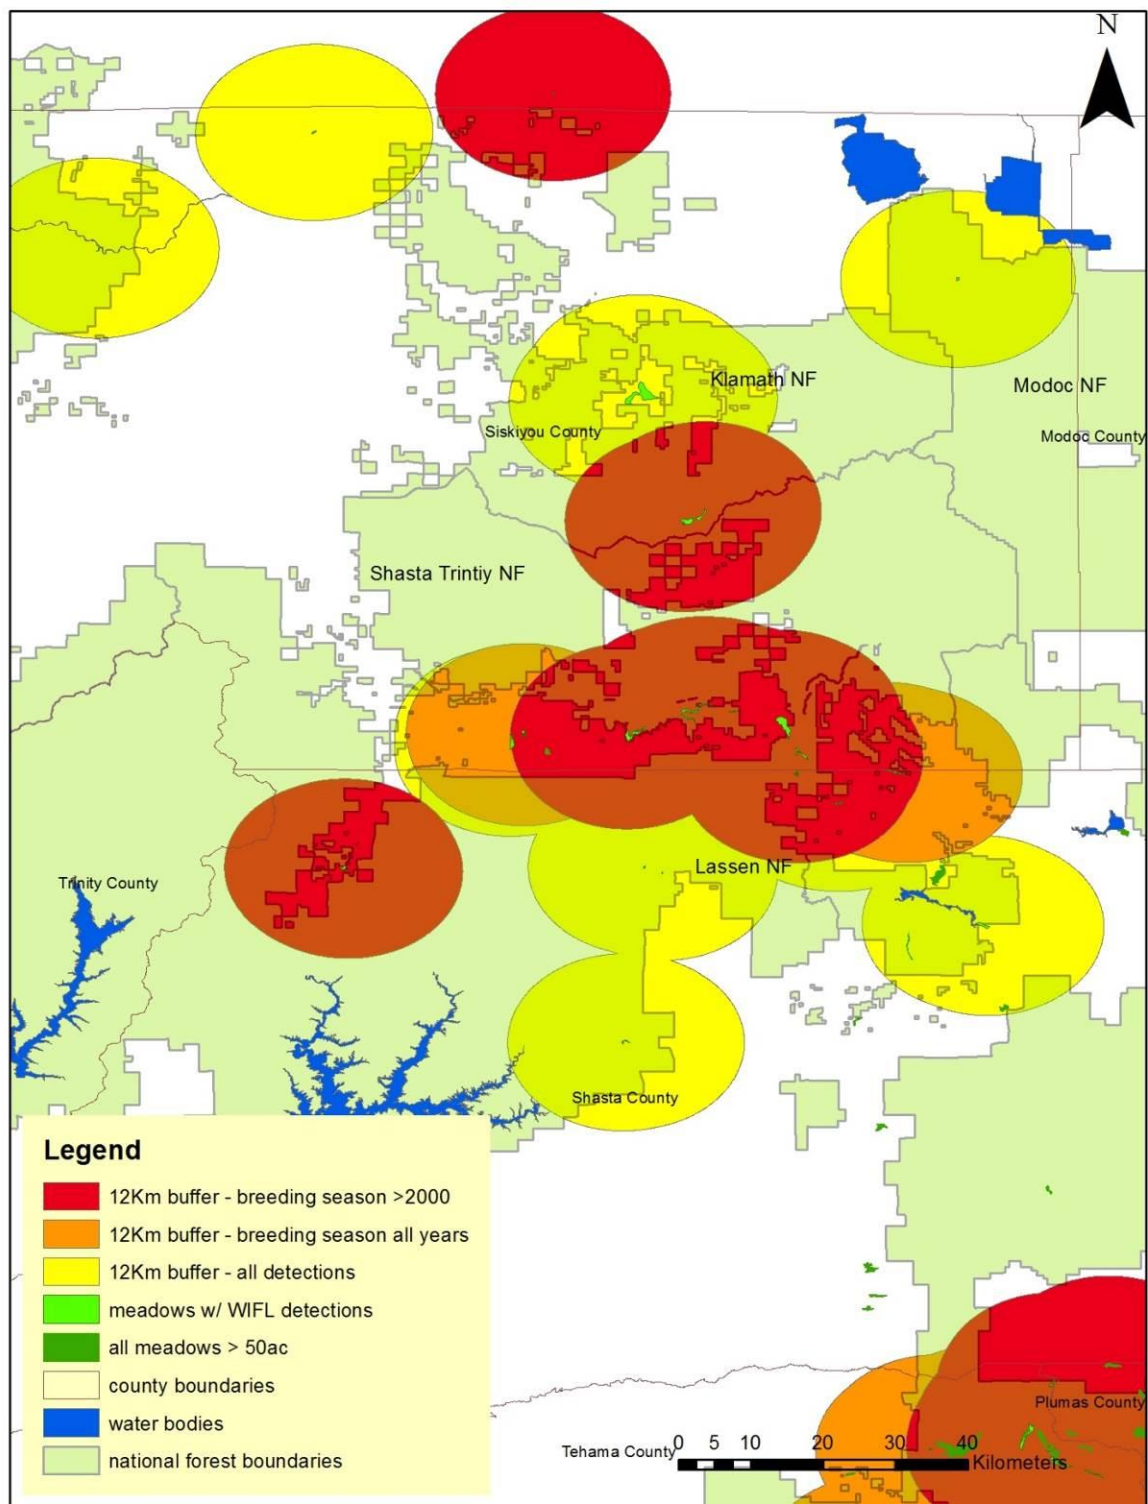 N
Klamath NF
Modoc NF
Siskiyou County
Modoc County
Shasta Trintiy NF
Lassen NF
Trinity County
Shasta County
Legend
12Km buffer - breeding season >2000
12Km buffer - breeding season all years
12Km buffer - all detections
meadows w/ WIFL detections
all meadows > 50ac
county boundaries
water bodies
national forest boundaries
Plumas County
Tehama County
0 5 10 20 30 40
Kilometers